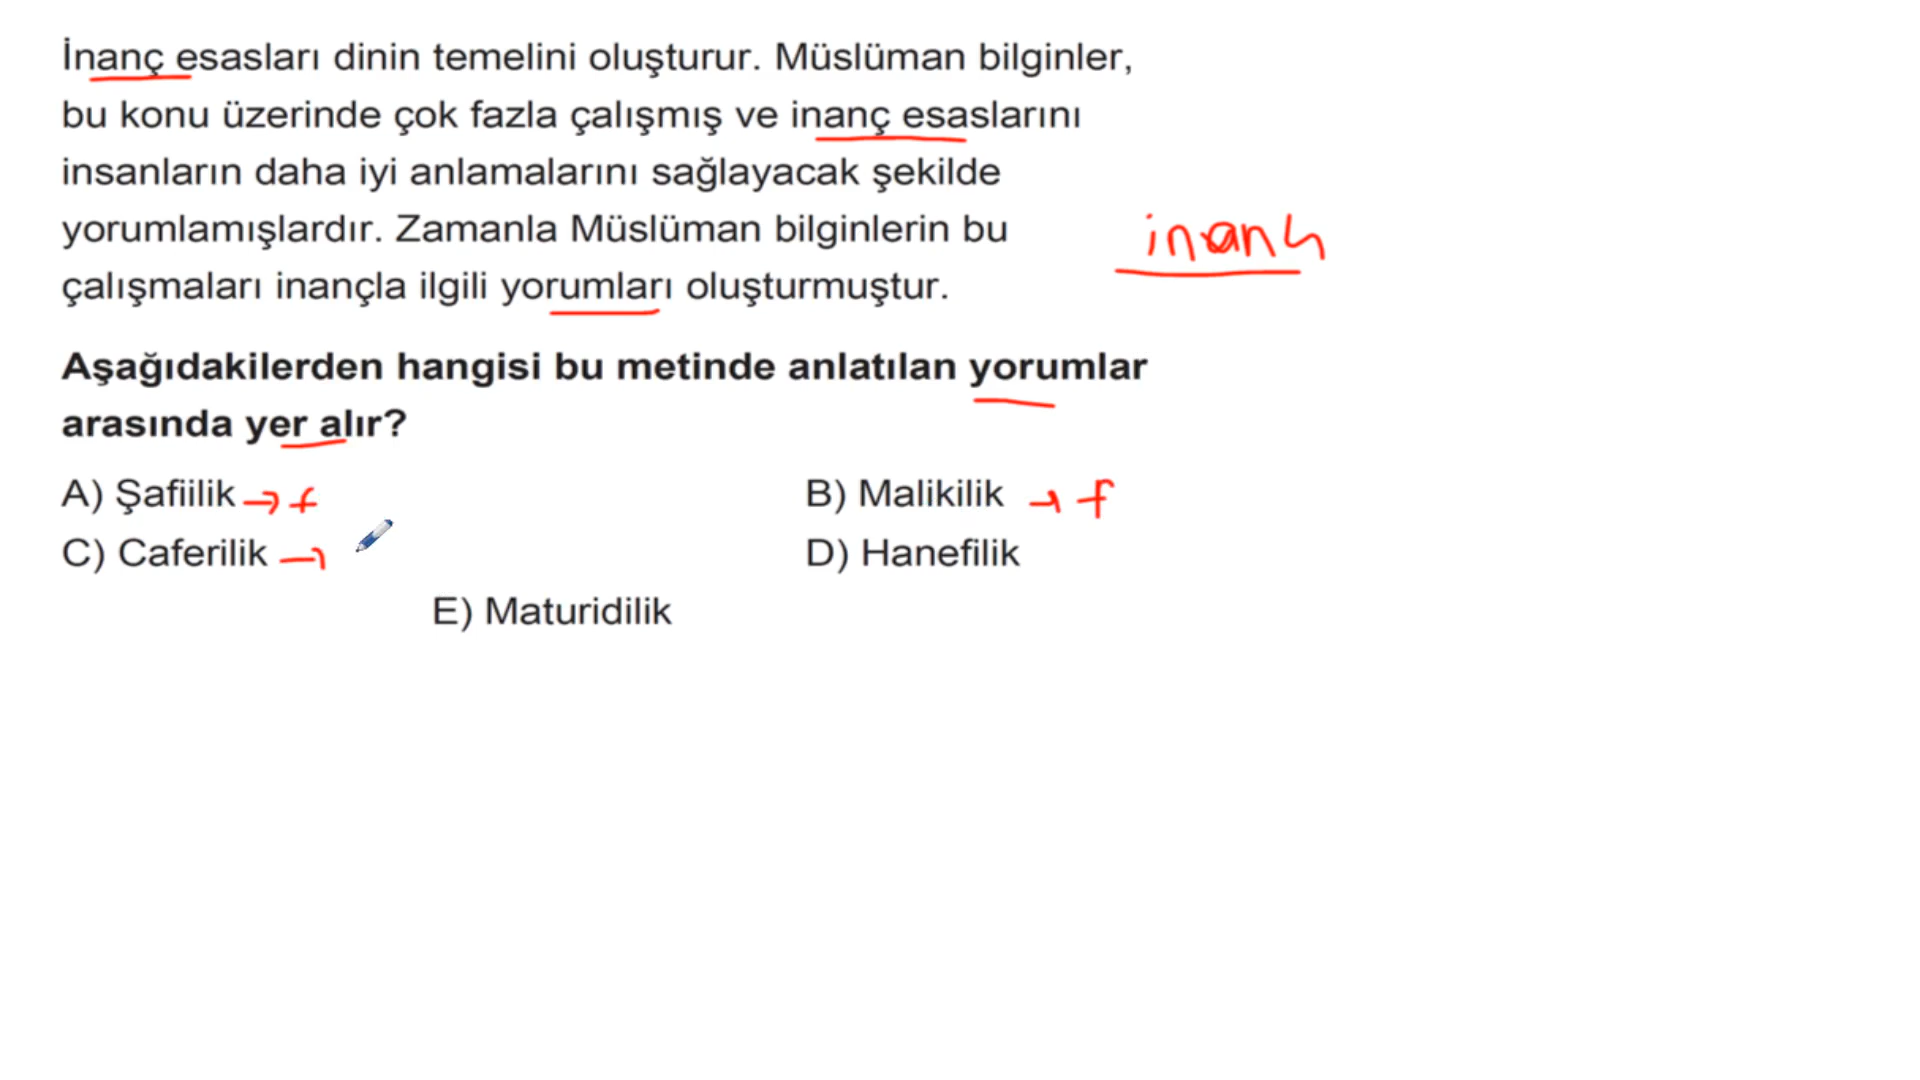 İnanç esasları dinin temelini oluşturur. Müslüman bilginler,
bu konu üzerinde çok fazla çalışmış ve inanç esaslarını
insanların daha iyi anlamalarını sağlayacak şekilde
yorumlamışlardır. Zamanla Müslüman bilginlerin bu
çalışmaları inançla ilgili yorumları oluşturmuştur.
inanç
Aşağıdakilerden hangisi bu metinde anlatılan yorumlar
arasında yer alır?
A) Şafiilik → f
B) Malikilik → f
C) Caferilik →
D) Hanefilik
E) Maturidilik